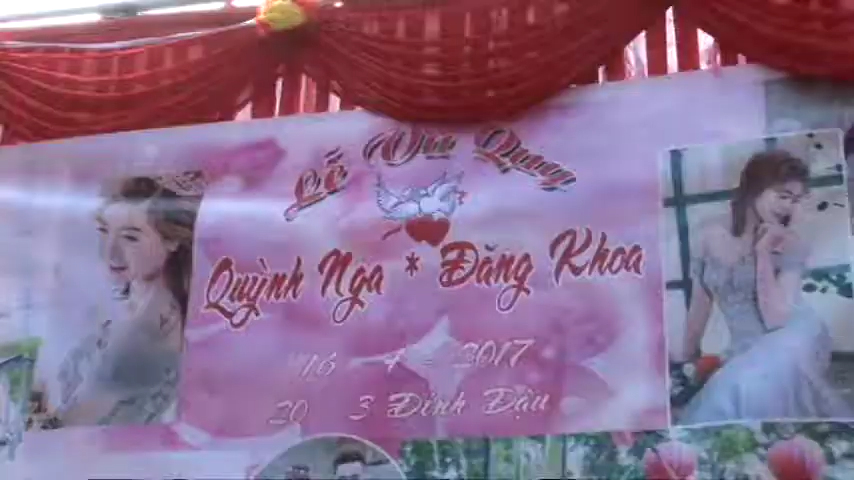 Lễ Vu Quy
Quỳnh Nga * Đăng Khoa
16 - 4 - 2017
20 3 Đinh Dậu